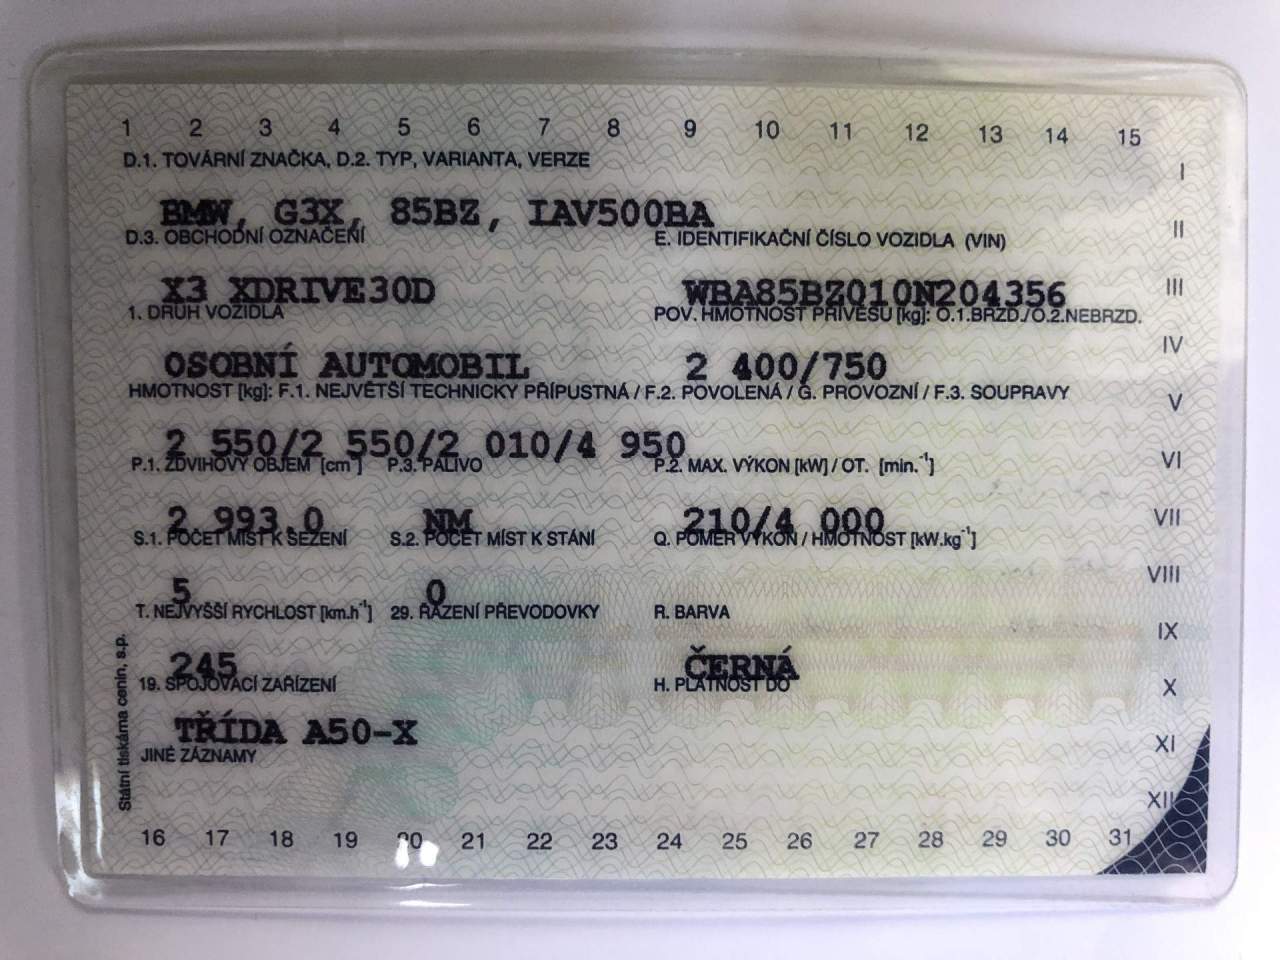 1 2 3 4 5 6 7 8 9 10 11 12 13 14 15
D.1. TOVÁRNÍ ZNAČKA, D.2. TYP, VARIANTA, VERZE
I
BMW, G3X, 85BZ, IAV500BA
II
D.3. OBCHODNÍ OZNAČENÍ E. IDENTIFIKAČNÍ ČÍSLO VOZIDLA (VIN)
X3 XDRIVE30D WBA85BZ010N204356
III
1. DRUH VOZIDLA POV. HMOTNOST PŘÍVĚSU [kg]: O.1.BRZD./O.2.NEBRZD.
IV
OSOBNÍ AUTOMOBIL 2 400/750
HMOTNOST [kg]: F.1. NEJVĚTŠÍ TECHNICKY PŘÍPUSTNÁ / F.2. POVOLENÁ / G. PROVOZNÍ / F.3. SOUPRAVY
V
2 550/2 550/2 010/4 950
P.1. ZDVIHOVÝ OBJEM [cm³] P.3. PALIVO P.2. MAX. VÝKON [kW] / OT. [min.⁻¹]
VI
2 993.0 NM 210/4 000
VII
S.1. POČET MÍST K SEZENÍ S.2. POČET MÍST K STÁNÍ Q. POMĚR VÝKON / HMOTNOST [kW.kg⁻¹]
VIII
5 0
T. NEJVYŠŠÍ RYCHLOST [km.h⁻¹] 29. ŘAZENÍ PŘEVODOVKY R. BARVA
IX
245 ČERNÁ
19. SPOJOVACÍ ZAŘÍZENÍ H. PLATNOST DO
X
TŘÍDA A50-X
XI
JINÉ ZÁZNAMY
XII
16 17 18 19 20 21 22 23 24 25 26 27 28 29 30 31
Státní tiskárna cenin, s.p.